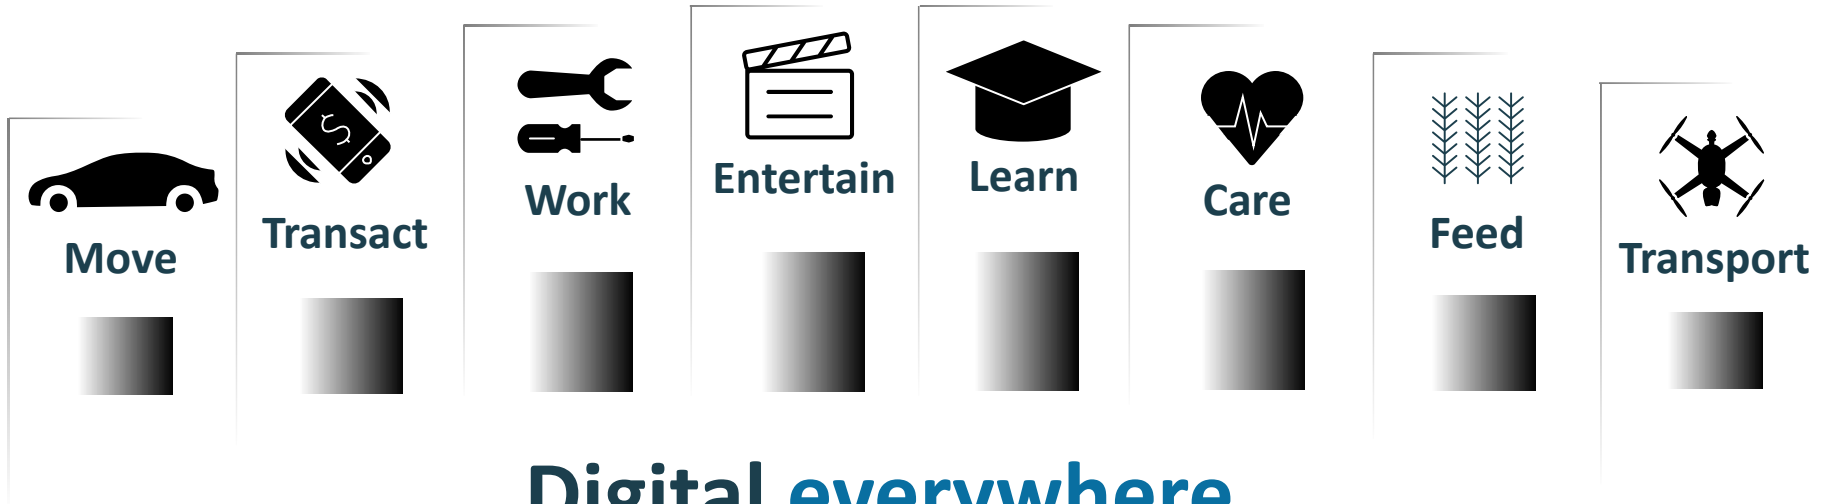 Move
Transact
Work
Entertain
Learn
Care
Feed
Transport
$
Digital everywhere